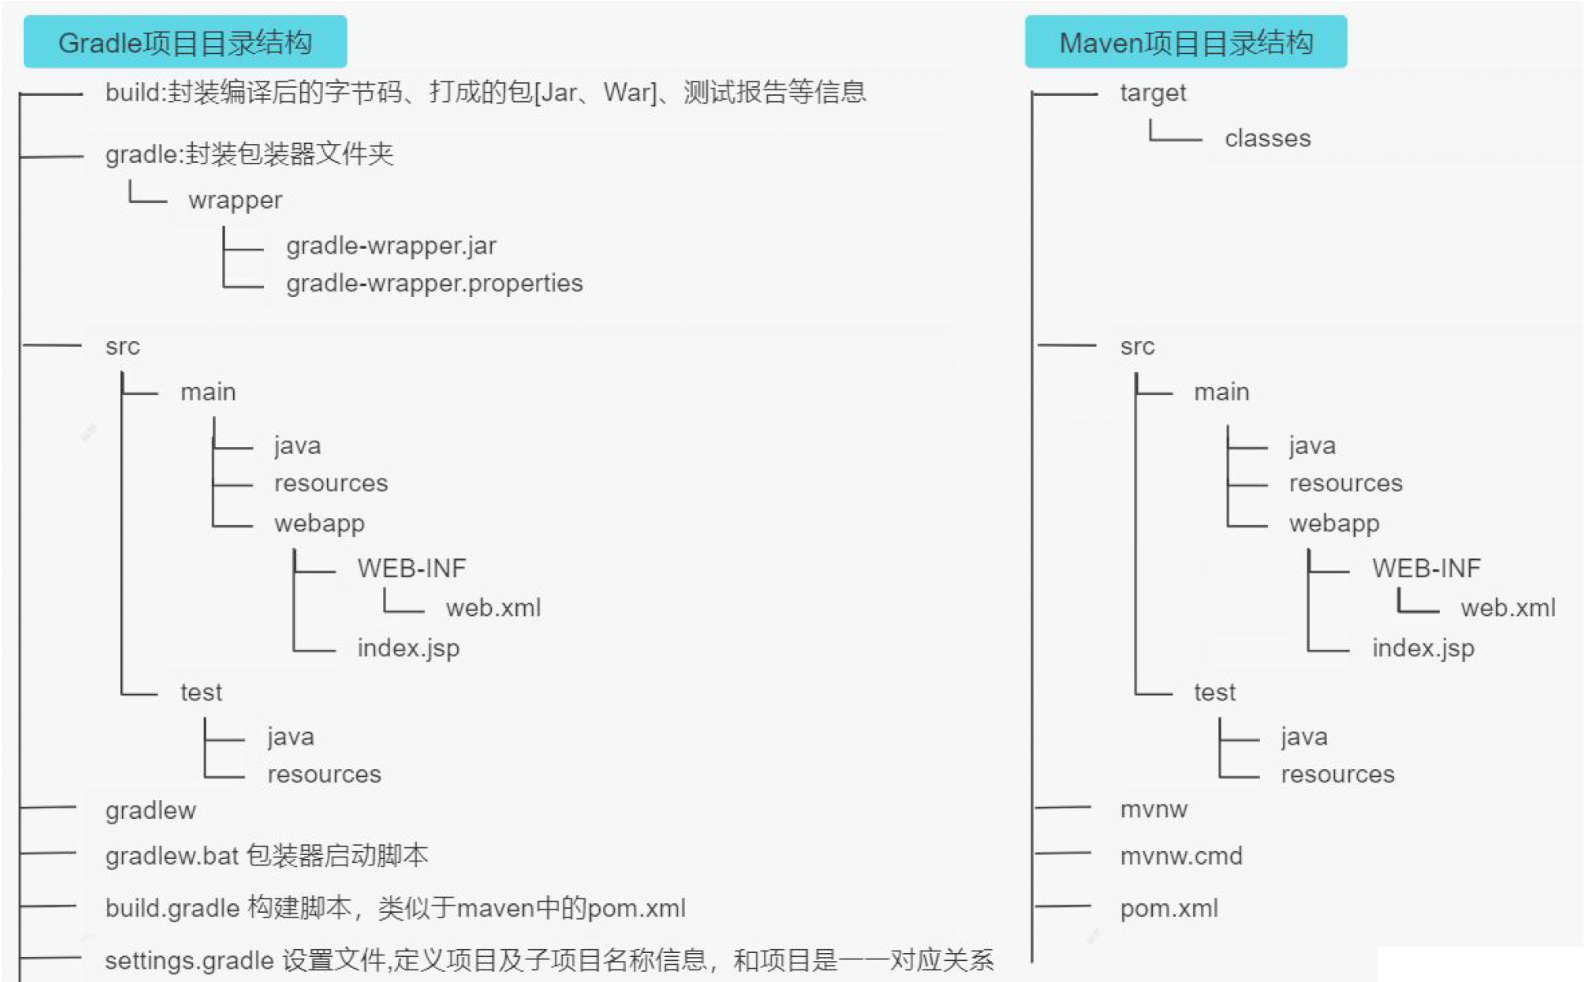 Gradle项目目录结构
build:封装编译后的字节码、打成的包[Jar、War]、测试报告等信息
gradle:封装包装器文件夹
wrapper
gradle-wrapper.jar
gradle-wrapper.properties
src
main
java
resources
webapp
WEB-INF
web.xml
index.jsp
test
java
resources
gradlew
gradlew.bat 包装器启动脚本
build.gradle 构建脚本，类似于maven中的pom.xml
settings.gradle 设置文件,定义项目及子项目名称信息，和项目是一一对应关系
Maven项目目录结构
target
classes
src
main
java
resources
webapp
WEB-INF
web.xml
index.jsp
test
java
resources
mvnw
mvnw.cmd
pom.xml